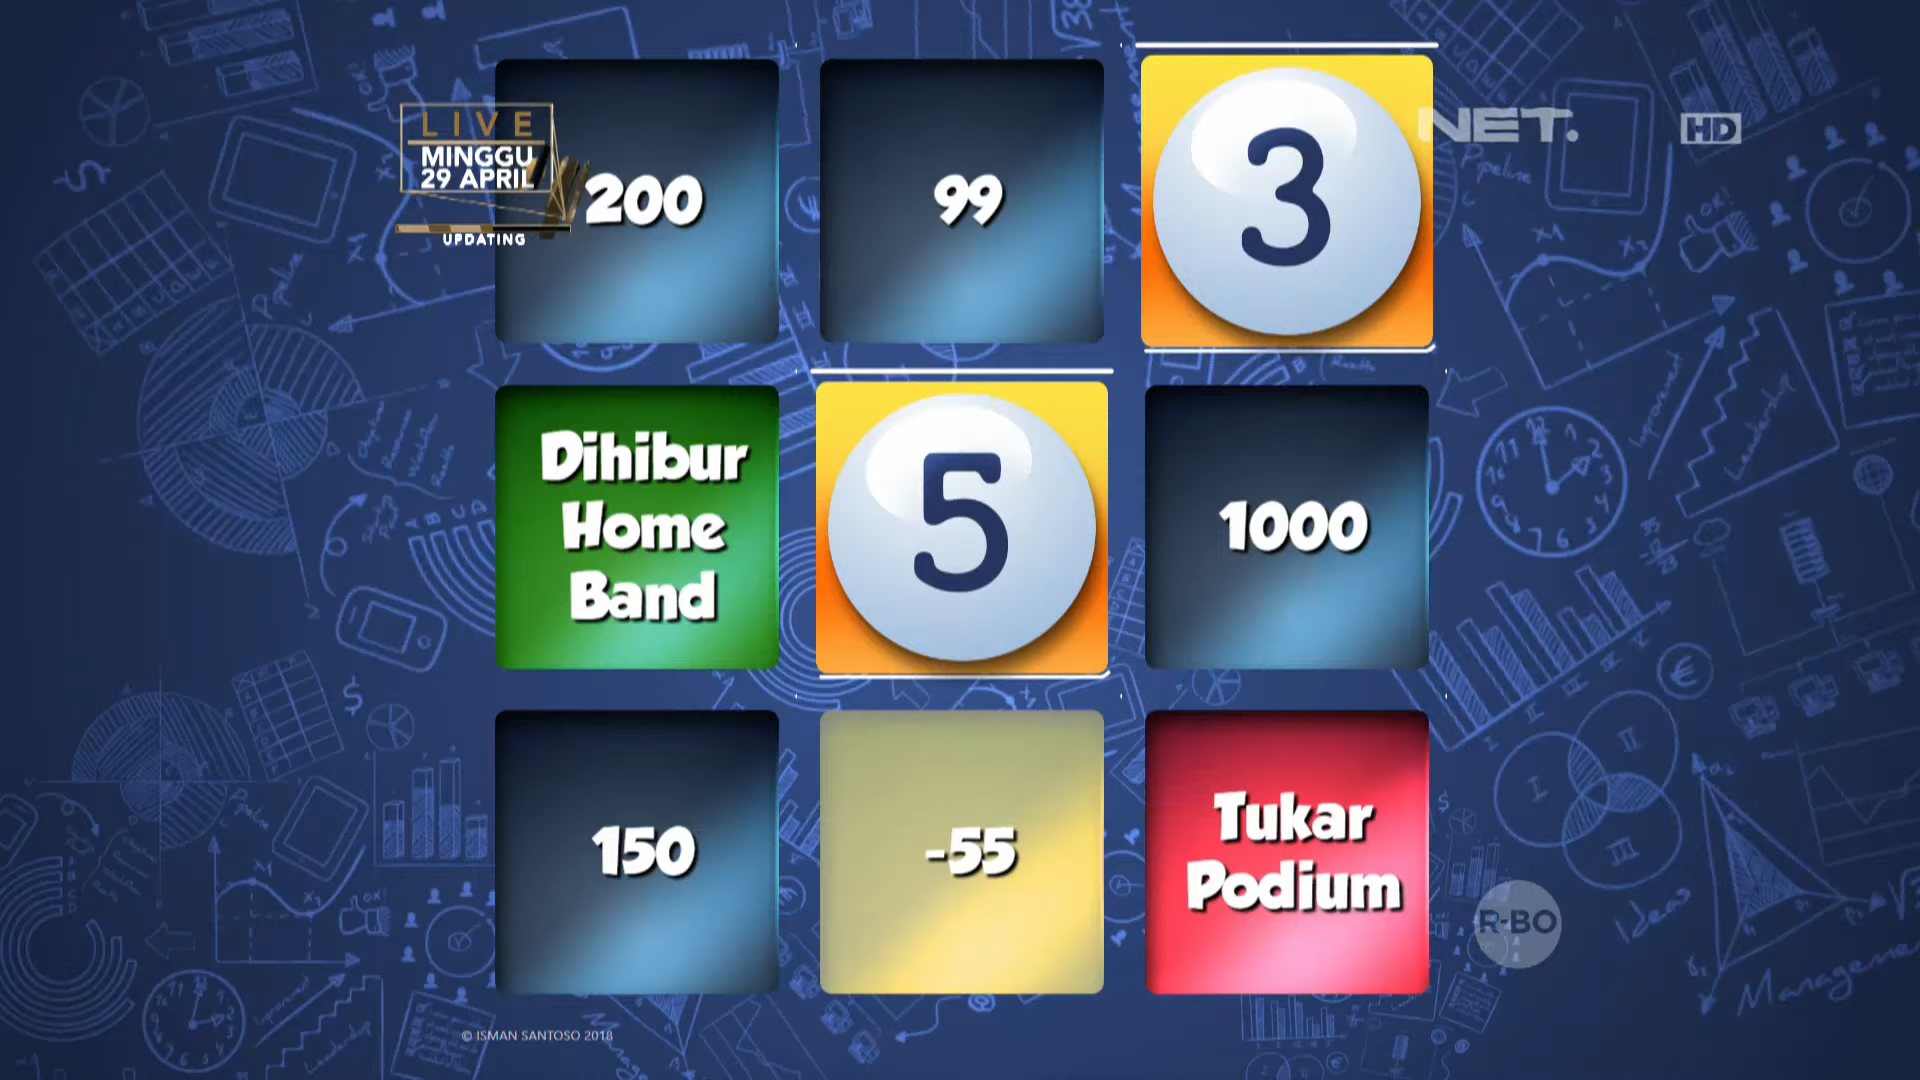 LIVE
MINGGU
29 APRIL
UPDATING
200
99
3
NET.
HD
Dihibur
Home
Band
5
1000
150
-55
Tukar
Podium
R-BO
© ISMAN SANTOSO 2018